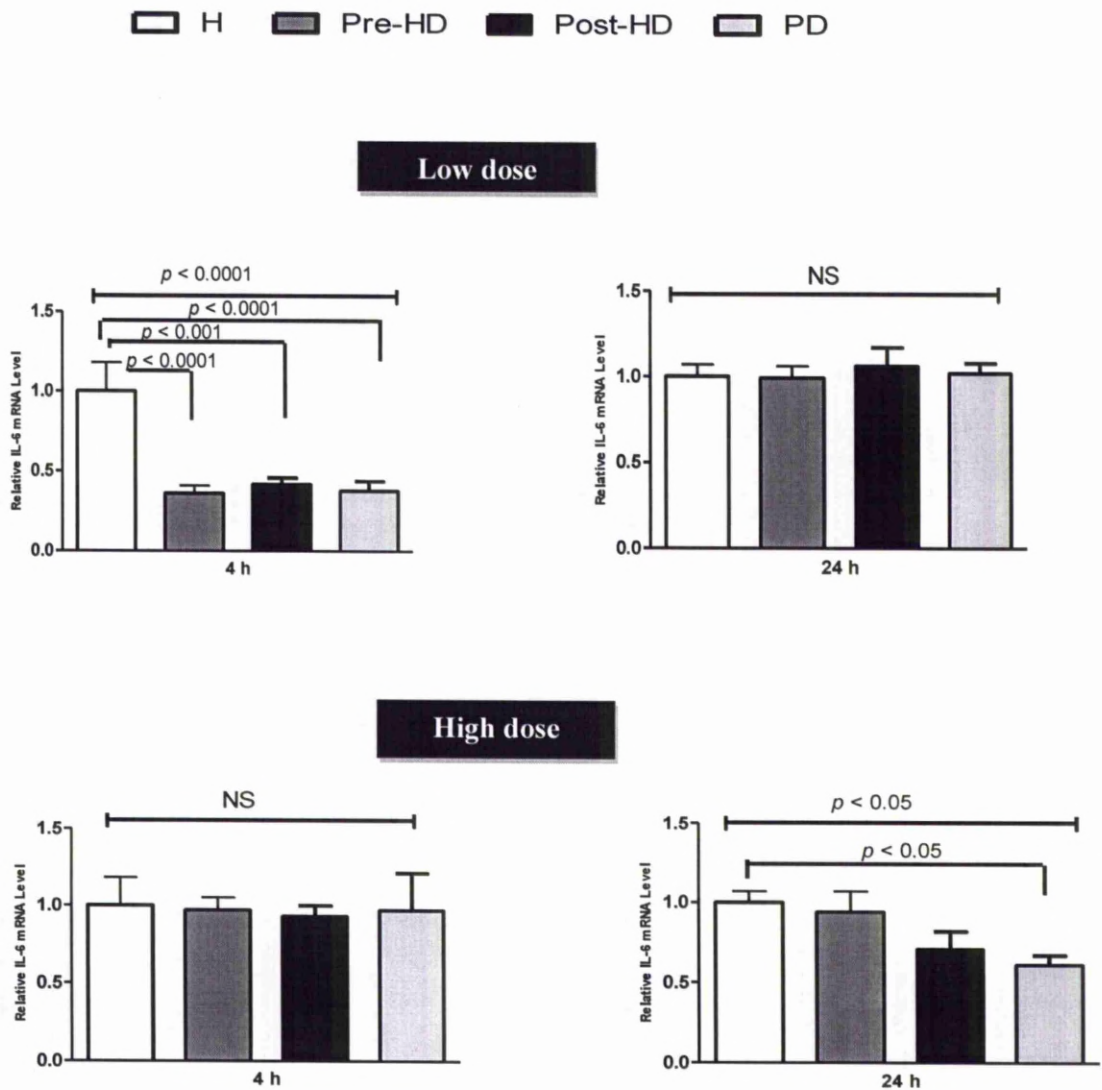 H Pre-HD Post-HD PD
Low dose
p < 0.0001
p < 0.0001
p < 0.001
p < 0.0001
Relative IL-6 mRNA Level
1.5
1.0
0.5
0.0
4 h
NS
Relative IL-6 mRNA Level
1.5
1.0
0.5
0.0
24 h
High dose
NS
Relative IL-6 mRNA Level
1.5
1.0
0.5
0.0
4 h
p < 0.05
p < 0.05
Relative IL-6 mRNA Level
1.5
1.0
0.5
0.0
24 h